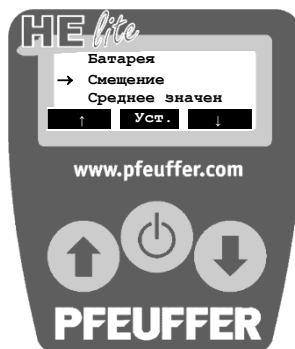 HE lite
Батарея
→ Смещение
Среднее значен
↑ Уст. ↓
www.pfeuffer.com
PFEUFFER